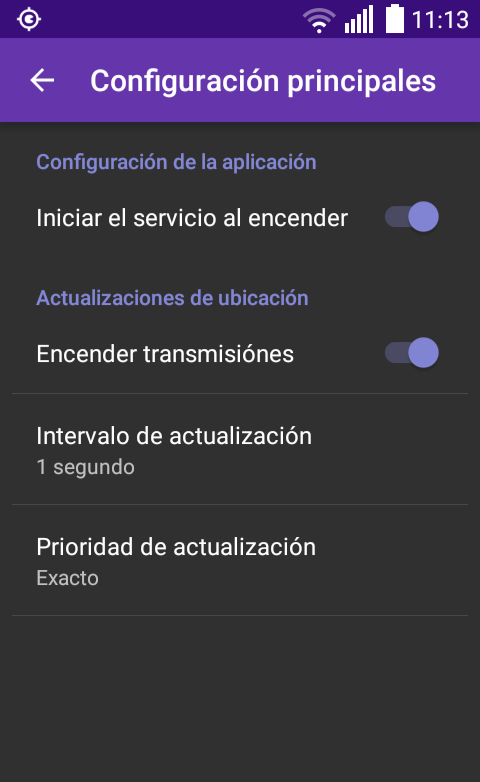 11:13
Configuración principales
Configuración de la aplicación
Iniciar el servicio al encender
Actualizaciones de ubicación
Encender transmisiónes
Intervalo de actualización
1 segundo
Prioridad de actualización
Exacto